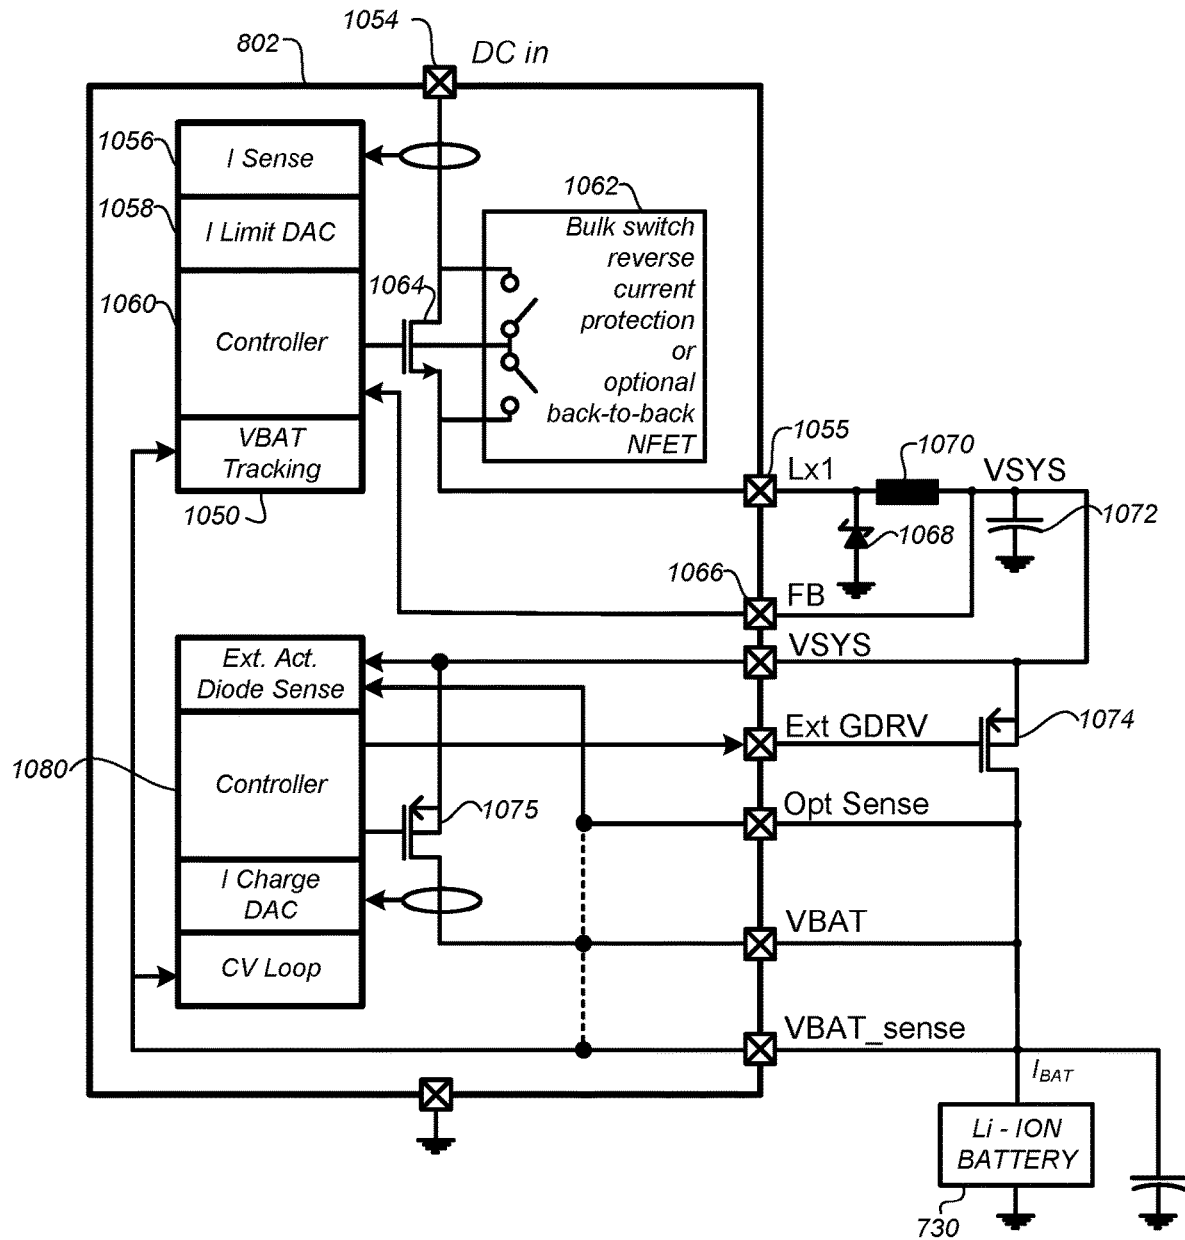 1054
802
DC in
1056
I Sense
1062
1058
I Limit DAC
Bulk switch
reverse
current
protection
or
optional
back-to-back
NFET
1060
1064
Controller
VBAT
Tracking
1050
1055
Lx1
1070
VSYS
1072
1068
1066
FB
VSYS
Ext. Act.
Diode Sense
Ext GDRV
1074
1080
Controller
1075
Opt Sense
I Charge
DAC
VBAT
CV Loop
VBAT_sense
IBAT
Li - ION
BATTERY
730